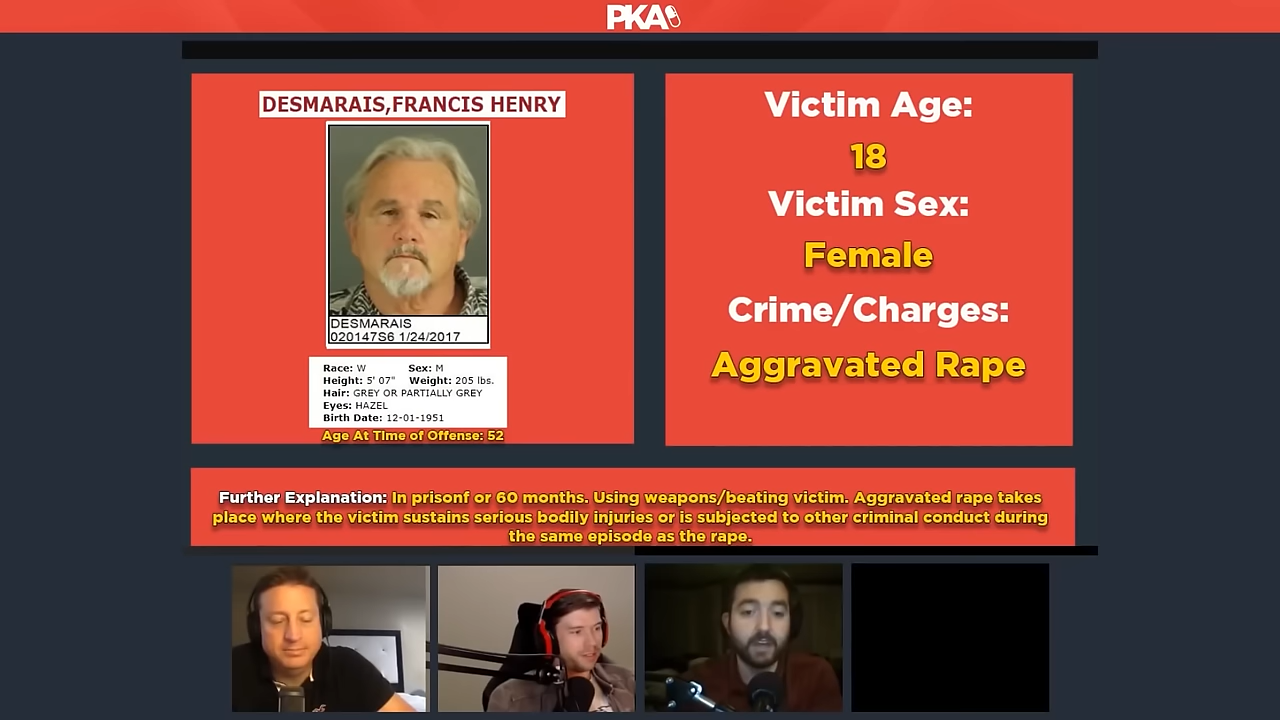 PKA
DESMARAIS,FRANCIS HENRY
DESMARAIS
020147S6 1/24/2017
Race: W Sex: M
Height: 5' 07" Weight: 205 lbs.
Hair: GREY OR PARTIALLY GREY
Eyes: HAZEL
Birth Date: 12-01-1951
Age At Time of Offense: 52
Victim Age:
18
Victim Sex:
Female
Crime/Charges:
Aggravated Rape
Further Explanation: In prisonf or 60 months. Using weapons/beating victim. Aggravated rape takes
place where the victim sustains serious bodily injuries or is subjected to other criminal conduct during
the same episode as the rape.